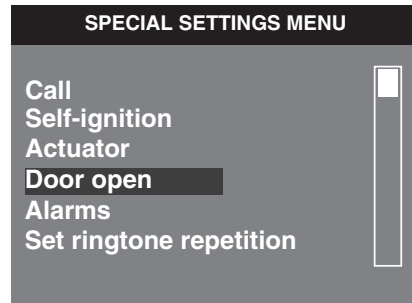 SPECIAL SETTINGS MENU
Call
Self-ignition
Actuator
Door open
Alarms
Set ringtone repetition